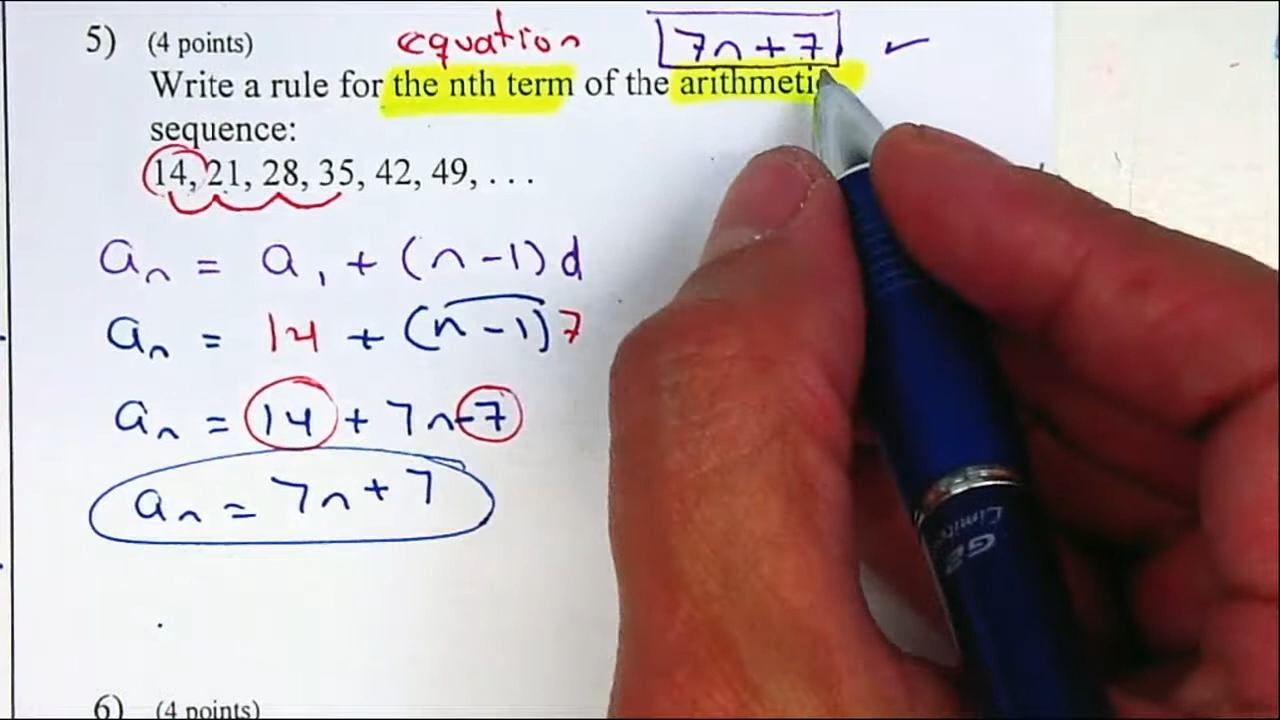 5) (4 points) equation 7n + 7 ✓
Write a rule for the nth term of the arithmetic
sequence:
14, 21, 28, 35, 42, 49, . . .
aₙ = a₁ + (n - 1) d
aₙ = 14 + (n - 1) 7
aₙ = 14 + 7n - 7
aₙ = 7n + 7
6) (4 points)
G2